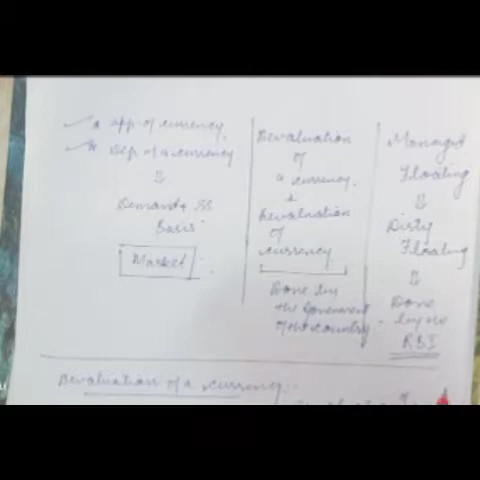 a app. of currency.
* Dep. of a currency
⇓
Demand & SS
Basis
Market
Devaluation
of
a currency.
&
Revaluation
of
currency
Done by
the Government
of the country.
Managed
Floating
⇓
Dirty
Floating
⇓
Done
by the
RBI
Devaluation of a currency:-